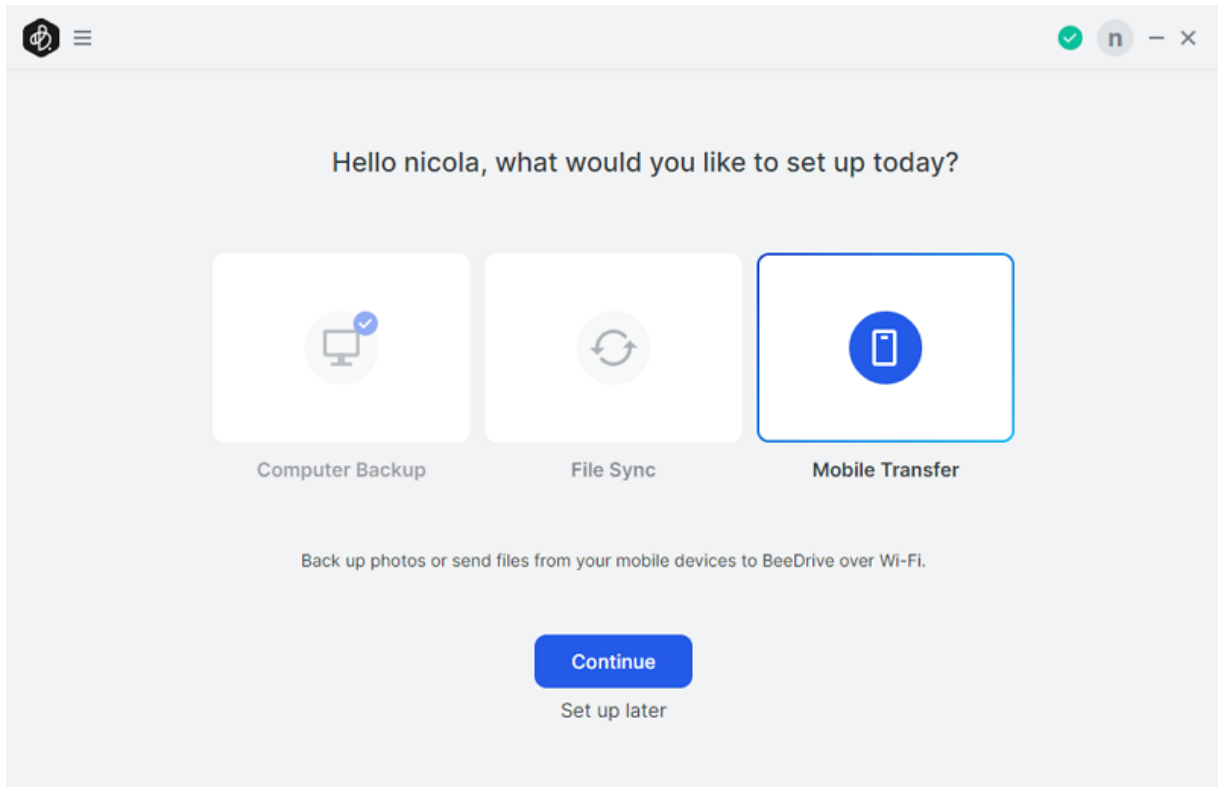 n
Hello nicola, what would you like to set up today?
Computer Backup
File Sync
Mobile Transfer
Back up photos or send files from your mobile devices to BeeDrive over Wi-Fi.
Continue
Set up later